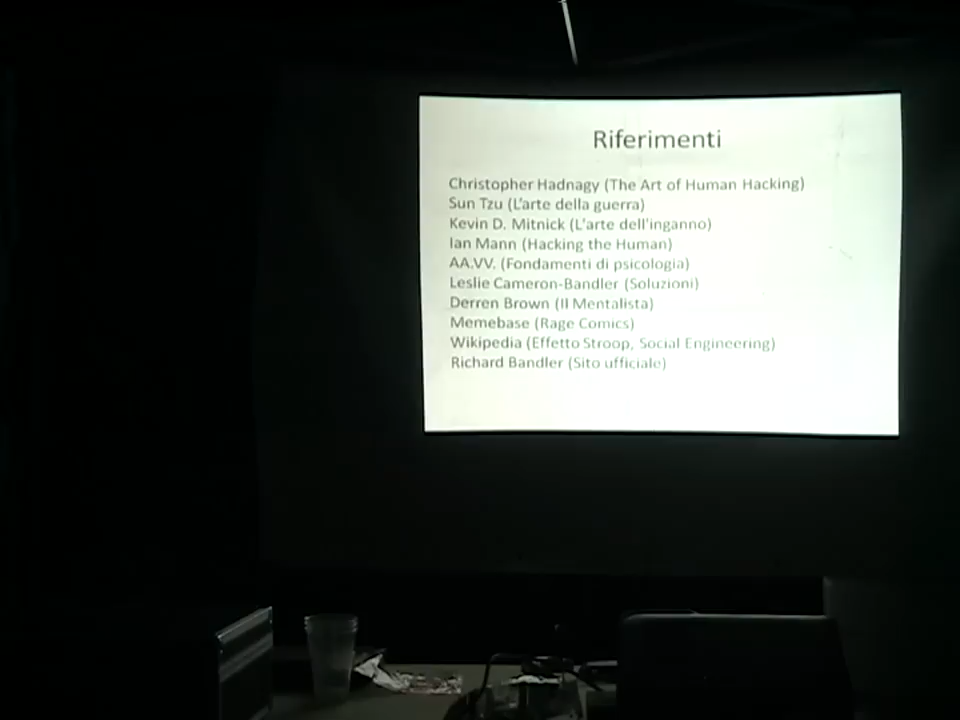 Riferimenti
Christopher Hadnagy (The Art of Human Hacking)
Sun Tzu (L'arte della guerra)
Kevin D. Mitnick (L'arte dell'inganno)
Ian Mann (Hacking the Human)
AA.VV. (Fondamenti di psicologia)
Leslie Cameron-Bandler (Soluzioni)
Derren Brown (Il Mentalista)
Memebase (Rage Comics)
Wikipedia (Effetto Stroop, Social Engineering)
Richard Bandler (Sito ufficiale)